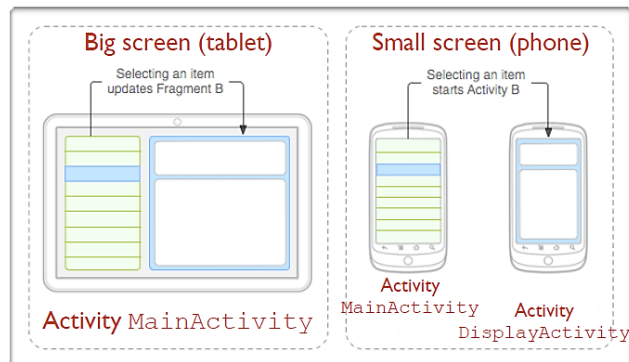 Big screen (tablet)
Selecting an item
updates Fragment B
Activity MainActivity
Small screen (phone)
Selecting an item
starts Activity B
Activity
MainActivity
Activity
DisplayActivity